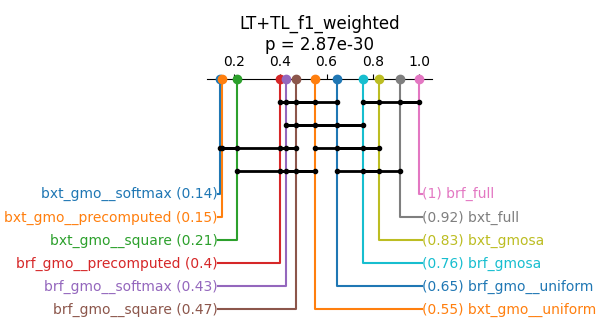 LT+TL_f1_weighted
p = 2.87e-30
0.2 0.4 0.6 0.8 1.0
bxt_gmo__softmax (0.14)
(1) brf_full
bxt_gmo__precomputed (0.15)
(0.92) bxt_full
bxt_gmo__square (0.21)
(0.83) bxt_gmosa
brf_gmo__precomputed (0.4)
(0.76) brf_gmosa
brf_gmo__softmax (0.43)
(0.65) brf_gmo__uniform
brf_gmo__square (0.47)
(0.55) bxt_gmo__uniform